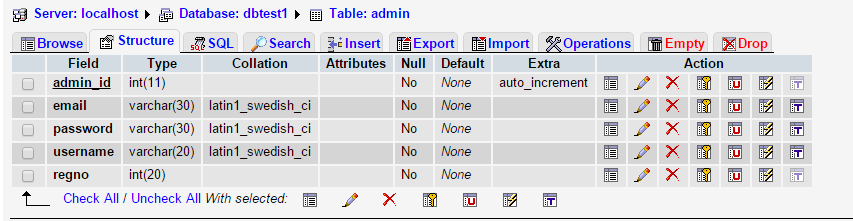 Server: localhost Database: dbtest1 Table: admin
Browse Structure SQL Search Insert Export Import Operations Empty Drop
Field Type Collation Attributes Null Default Extra Action
admin_id int(11) No None auto_increment
email varchar(30) latin1_swedish_ci No None
password varchar(30) latin1_swedish_ci No None
username varchar(20) latin1_swedish_ci No None
regno int(20) No None
Check All / Uncheck All With selected: